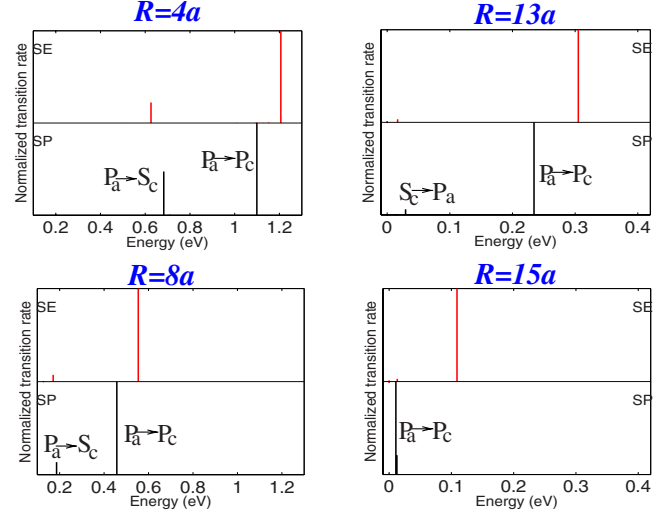 R=4a
Normalized transition rate
SE
SP
Pa→Sc
Pa→Pc
0.2 0.4 0.6 0.8 1 1.2
Energy (eV)
R=13a
Normalized transition rate
SE
SP
Sc→Pa
Pa→Pc
0 0.1 0.2 0.3 0.4
Energy (eV)
R=8a
Normalized transition rate
SE
SP
Pa→Sc
Pa→Pc
0.2 0.4 0.6 0.8 1 1.2
Energy (eV)
R=15a
Normalized transition rate
SE
SP
Pa→Pc
0 0.1 0.2 0.3 0.4
Energy (eV)